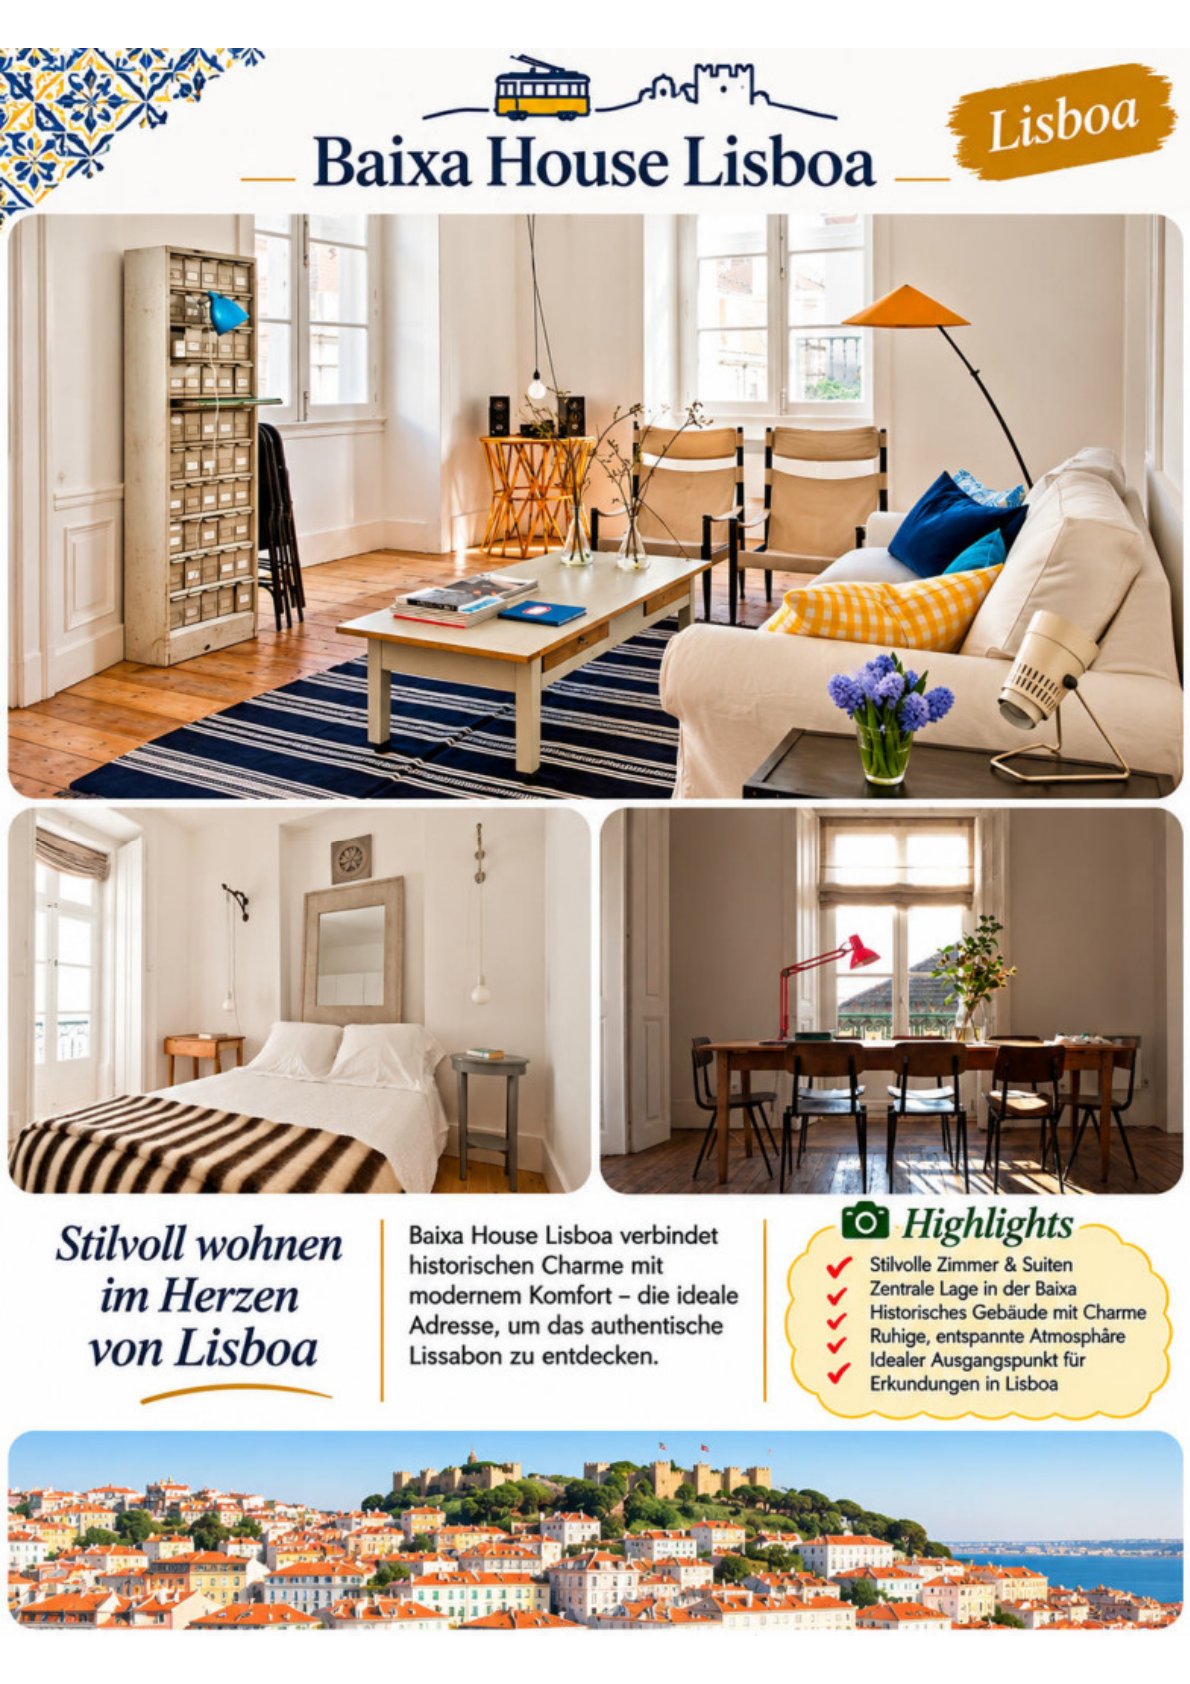 Baixa House Lisboa
Lisboa
Stilvoll wohnen
im Herzen
von Lisboa
Baixa House Lisboa verbindet
historischen Charme mit
modernem Komfort – die ideale
Adresse, um das authentische
Lissabon zu entdecken.
Highlights
Stilvolle Zimmer & Suiten
Zentrale Lage in der Baixa
Historisches Gebäude mit Charme
Ruhige, entspannte Atmosphäre
Idealer Ausgangspunkt für
Erkundungen in Lisboa